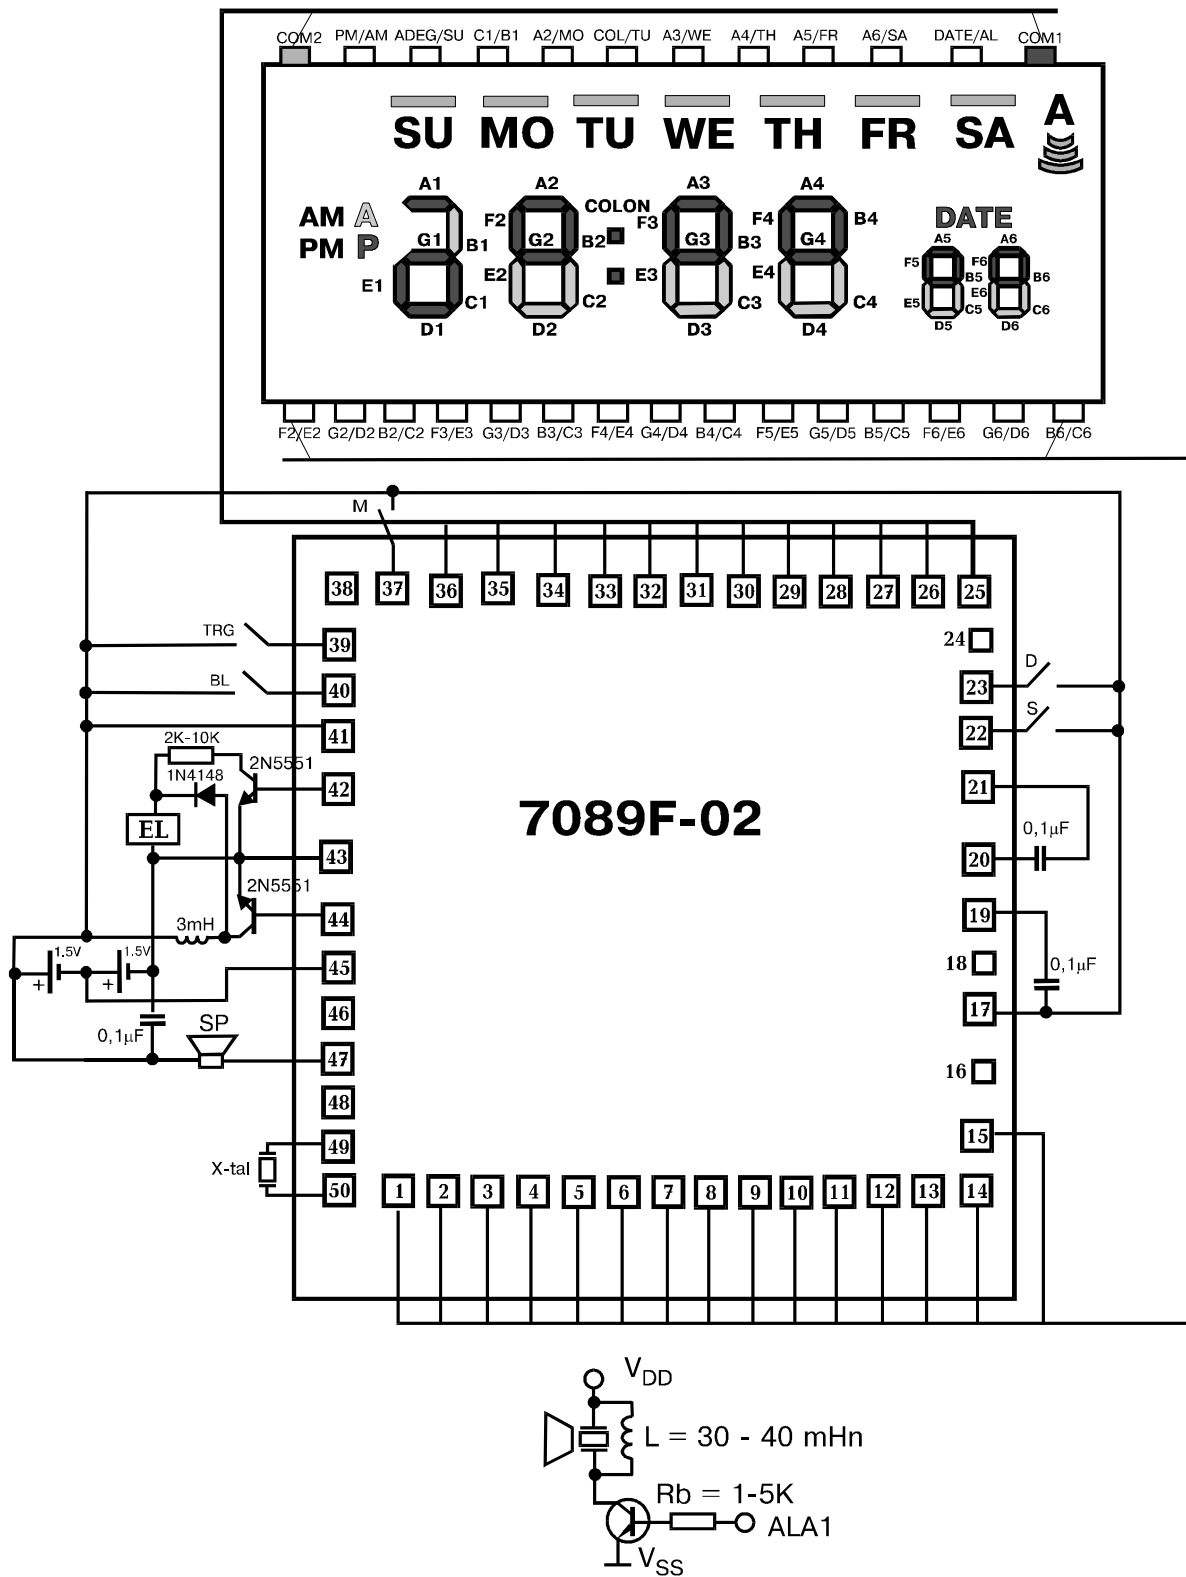 COM2 PM/AM ADEG/SU C1/B1 A2/MO COL/TU A3/WE A4/TH A5/FR A6/SA DATE/AL COM1
SU MO TU WE TH FR SA A
A1 A2 A3 A4
AM A F2 COLON F3 F4 B4 DATE
PM P G1 B1 G2 B2 G3 B3 G4 A5 A6
F5 B5 F6 B6
E1 C1 E2 C2 E3 C3 E4 C4 E5 C5 E6 C6
D1 D2 D3 D4 D5 D6
F2/E2 G2/D2 B2/C2 F3/E3 G3/D3 B3/C3 F4/E4 G4/D4 B4/C4 F5/E5 G5/D5 B5/C5 F6/E6 G6/D6 B6/C6
M
38 37 36 35 34 33 32 31 30 29 28 27 26 25
TRG 39 24
BL 40 23 D
41 22 S
2K-10K
2N5551
1N4148 42 21
EL 7089F-02 0,1µF
43 20
2N5551
44 19
3mH
1.5V 1.5V 45 18 0,1µF
+ +
46 17
0,1µF SP
47 16
48
49 15
X-tal
50 1 2 3 4 5 6 7 8 9 10 11 12 13 14
VDD
L = 30 - 40 mHn
Rb = 1-5K
ALA1
VSS